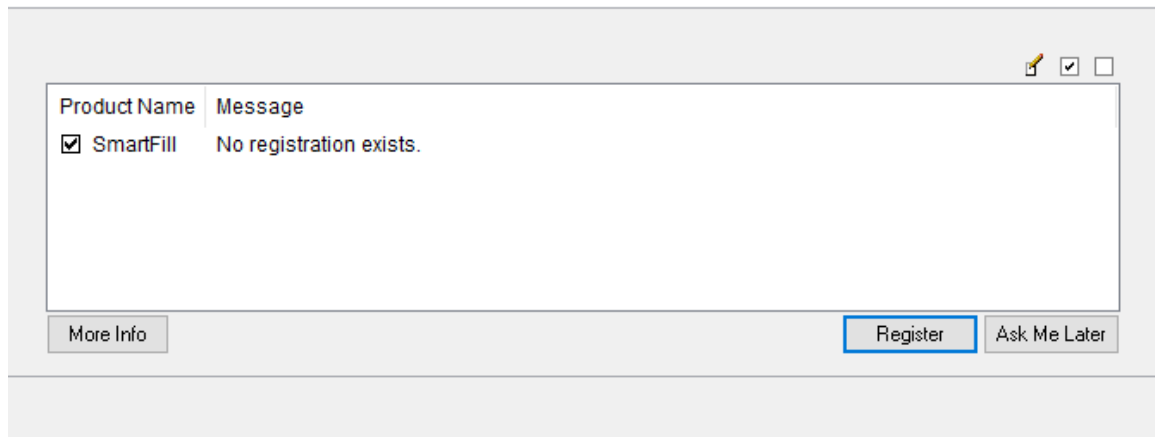 Product Name Message
SmartFill No registration exists.
More Info Register Ask Me Later